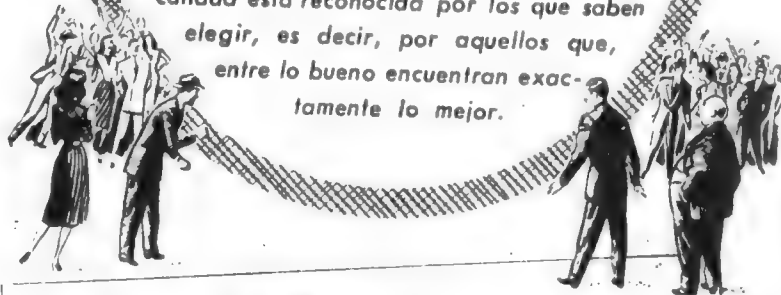 calidad está reconocida por los que saben
elegir, es decir, por aquellos que,
entre lo bueno encuentran exac-
tamente lo mejor.